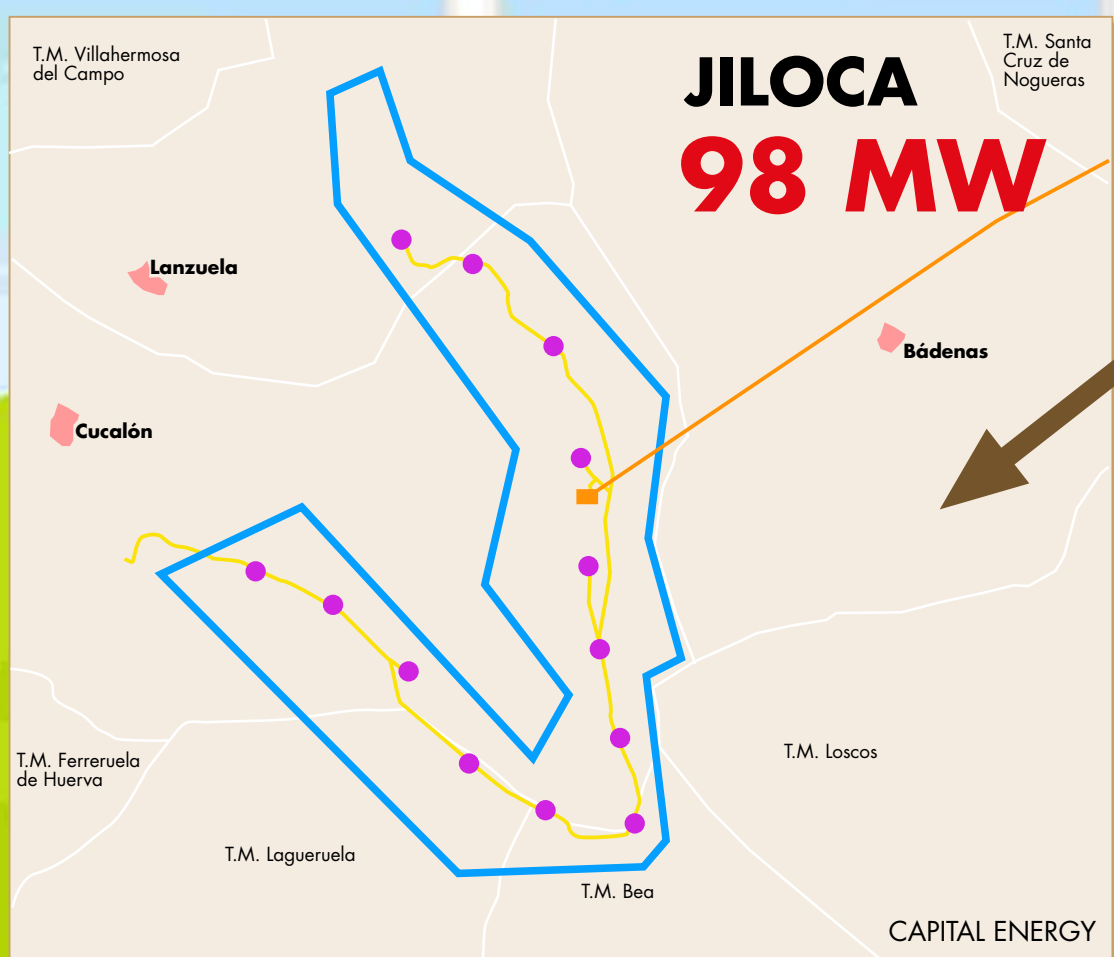 T.M. Villahermosa
del Campo
JILOCA
98 MW
T.M. Santa
Cruz de
Nogueras
Lanzuela
Bádenas
Cucalón
T.M. Ferreruela
de Huerva
T.M. Loscos
T.M. Lagueruela
T.M. Bea
CAPITAL ENERGY